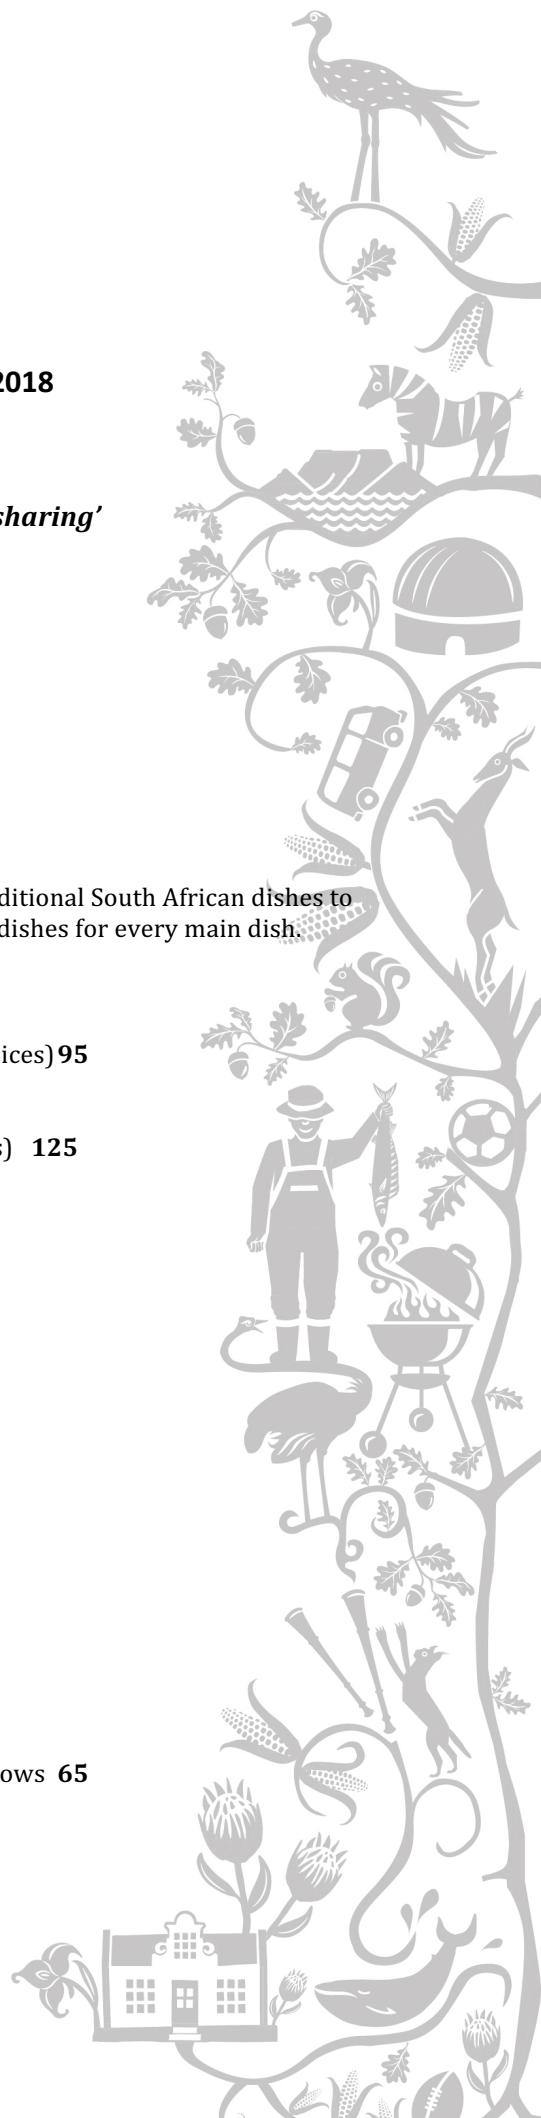 2018
sharing’
ditional South African dishes to
dishes for every main dish.
ices) 95
s) 125
ows 65